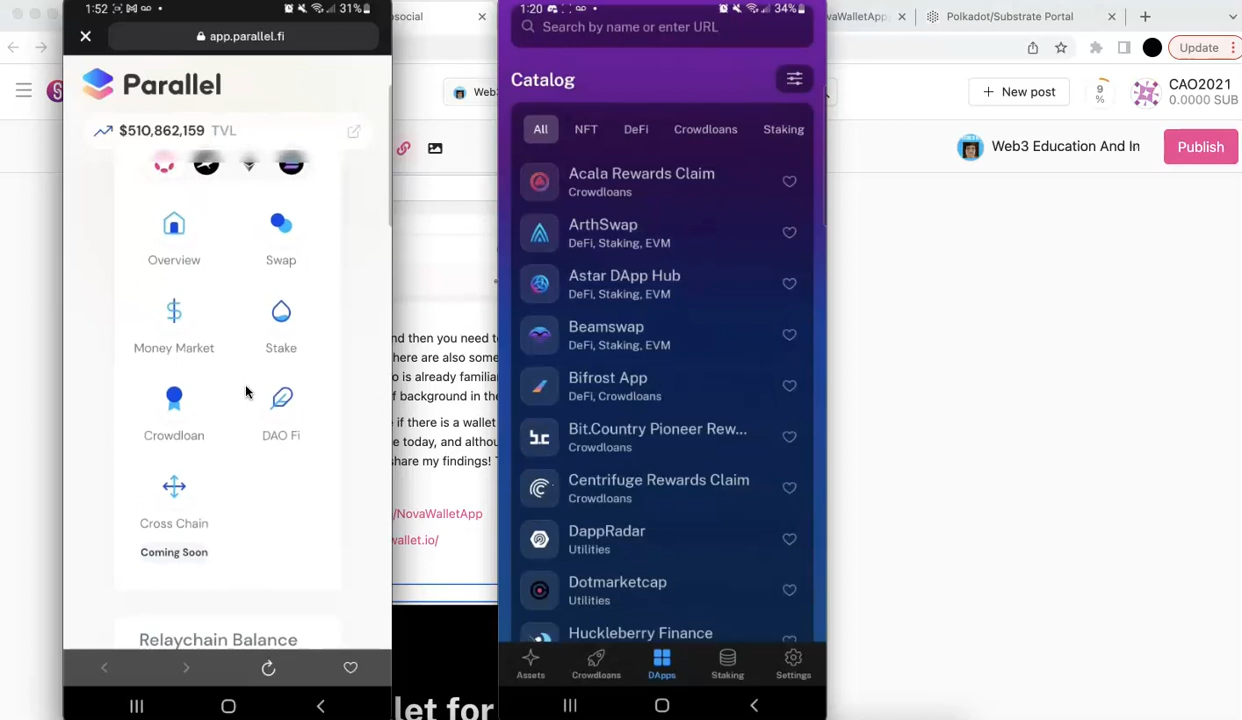 1:52
31%
app.parallel.fi
Parallel
$510,862,159 TVL
Overview
Swap
Money Market
Stake
Crowdloan
DAO Fi
Cross Chain
Coming Soon
Relaychain Balance
osocial
Web3
nd then you need to
here are also some
o is already familia
f background in the
if there is a wallet
e today, and althou
share my findings! T
/NovaWalletApp
wallet.io/
let for
1:20
34%
Search by name or enter URL
Catalog
All
NFT
DeFi
Crowdloans
Staking
Acala Rewards Claim
Crowdloans
ArthSwap
DeFi, Staking, EVM
Astar DApp Hub
DeFi, Staking, EVM
Beamswap
DeFi, Staking, EVM
Bifrost App
DeFi, Crowdloans
Bit.Country Pioneer Rew...
Crowdloans
Centrifuge Rewards Claim
Crowdloans
DappRadar
Utilities
Dotmarketcap
Utilities
Huckleberry Finance
Assets
Crowdloans
DApps
Staking
Settings
vaWalletApp
Polkadot/Substrate Portal
Update
New post
9
%
CAO2021
0.0000 SUB
Web3 Education And In
Publish